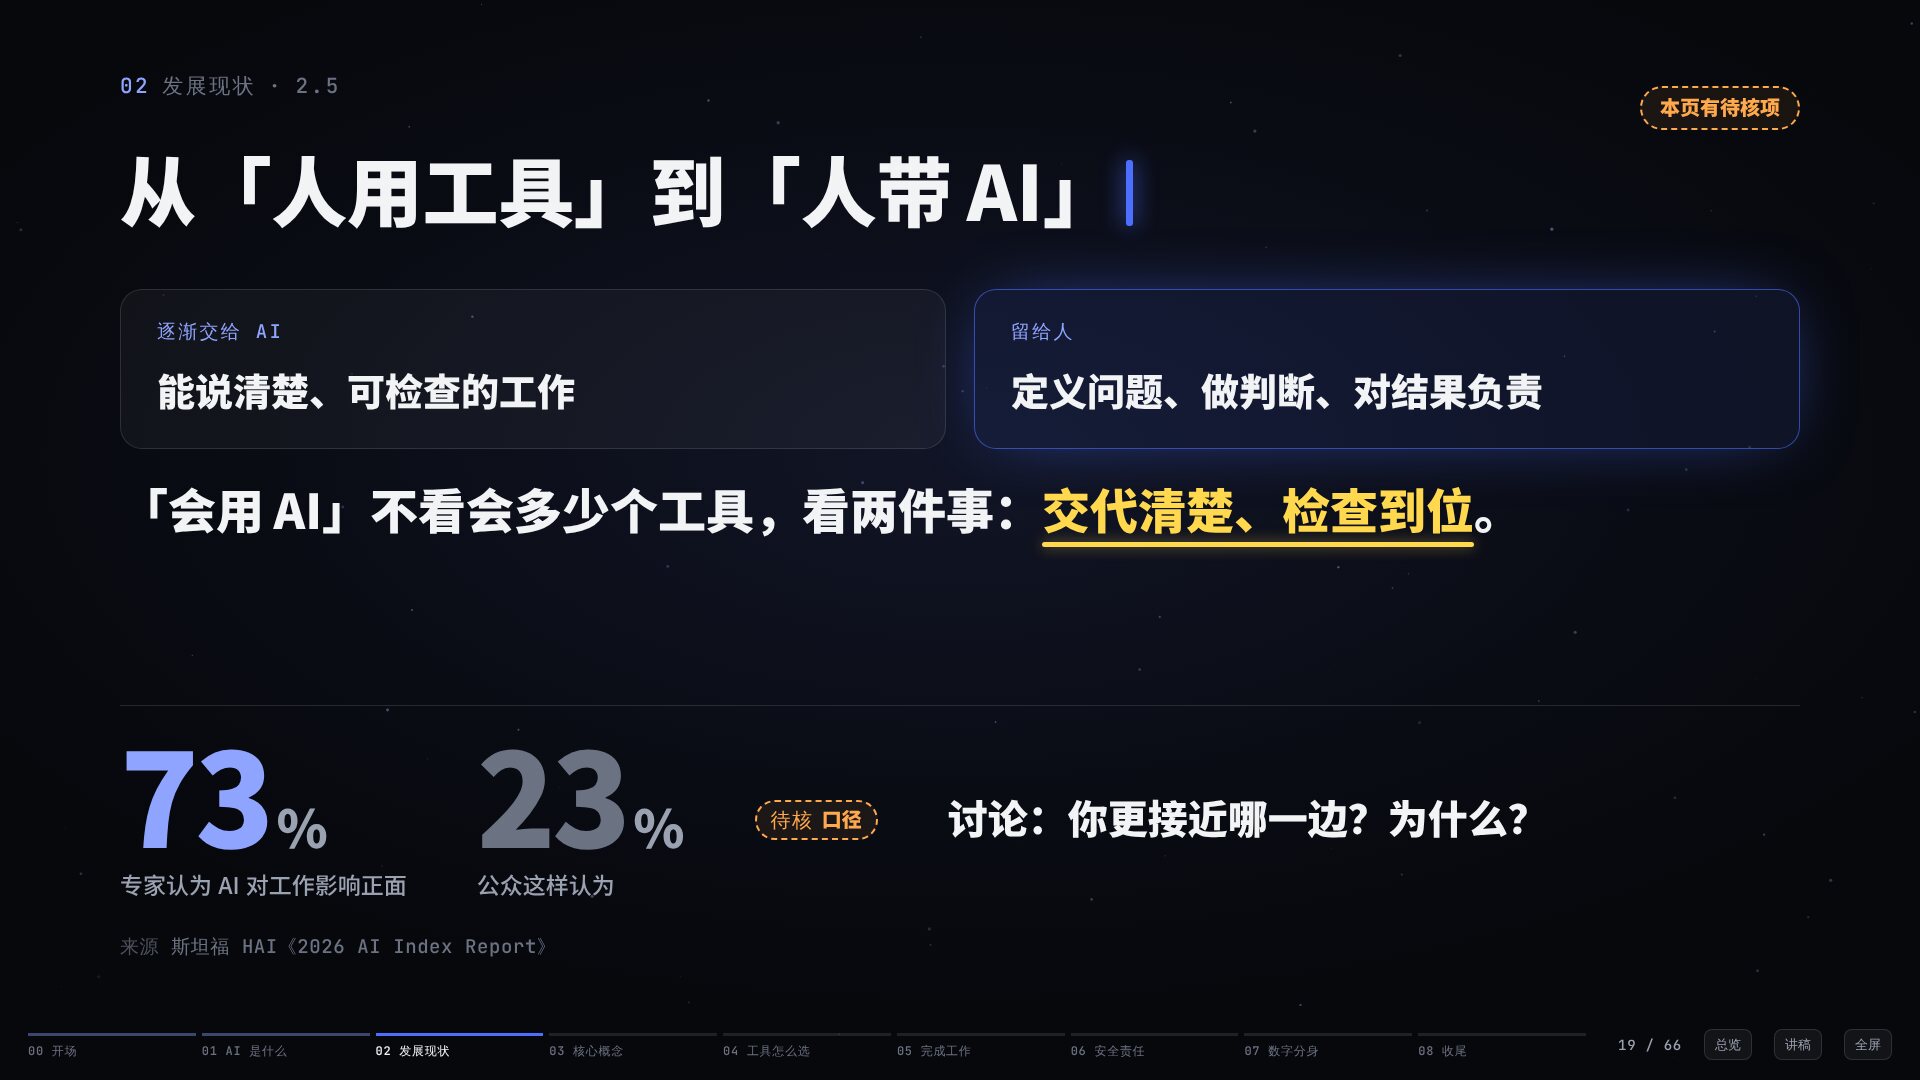 02 发展现状 · 2.5
本页有待核项
从「人用工具」到「人带 AI」
逐渐交给 AI
能说清楚、可检查的工作
留给人
定义问题、做判断、对结果负责
「会用 AI」不看会多少个工具，看两件事：交代清楚、检查到位。
73%
专家认为 AI 对工作影响正面
23%
公众这样认为
待核 口径
讨论：你更接近哪一边？为什么？
来源 斯坦福 HAI《2026 AI Index Report》
00 开场
01 AI 是什么
02 发展现状
03 核心概念
04 工具怎么选
05 完成工作
06 安全责任
07 数字分身
08 收尾
19 / 66
总览
讲稿
全屏